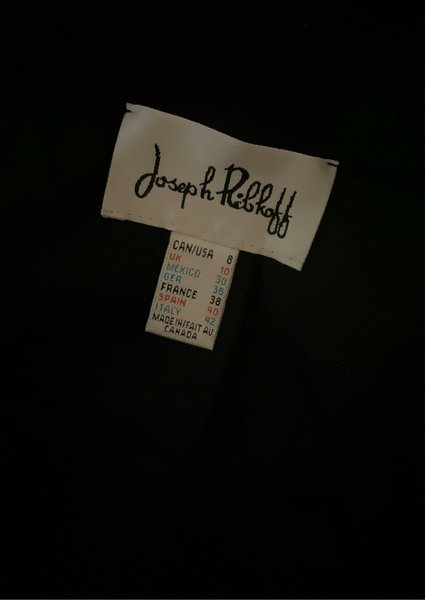 Joseph Ribkoff
CAN/USA 8
UK 10
MEXICO 30
GER 36
FRANCE 38
SPAIN 40
ITALY 42
MADE IN/FAIT AU
CANADA